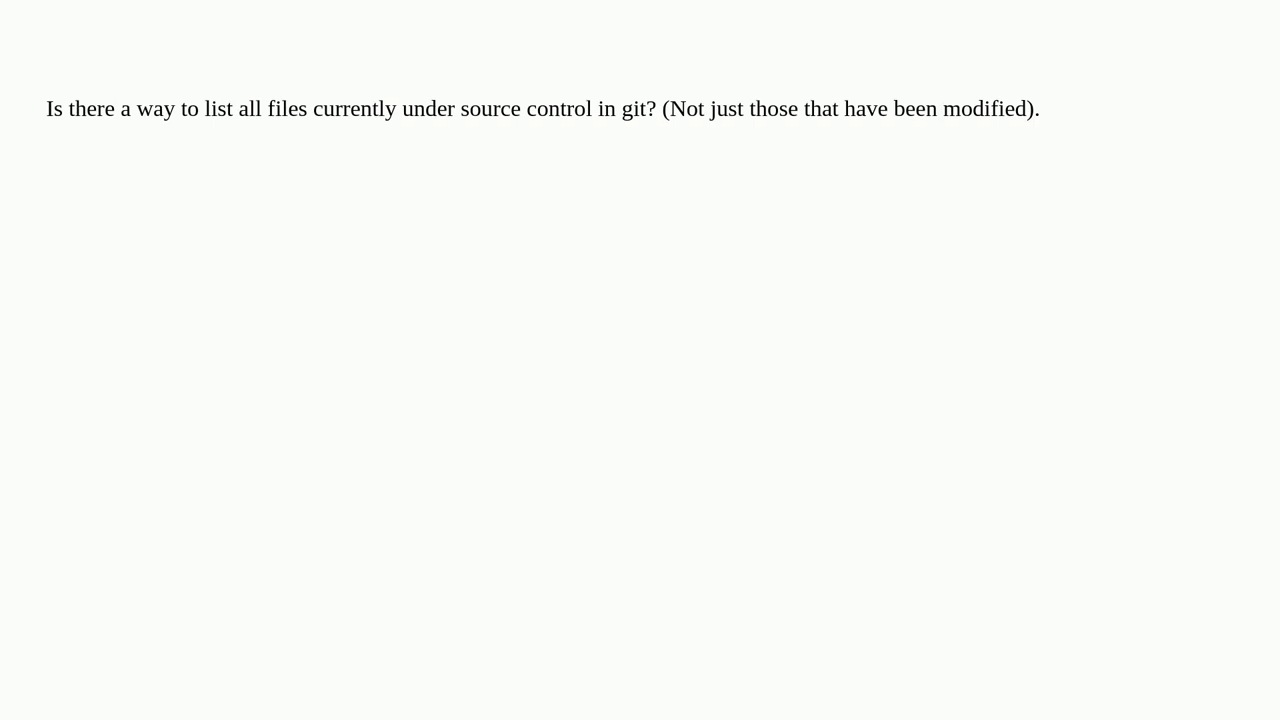 Is there a way to list all files currently under source control in git? (Not just those that have been modified).